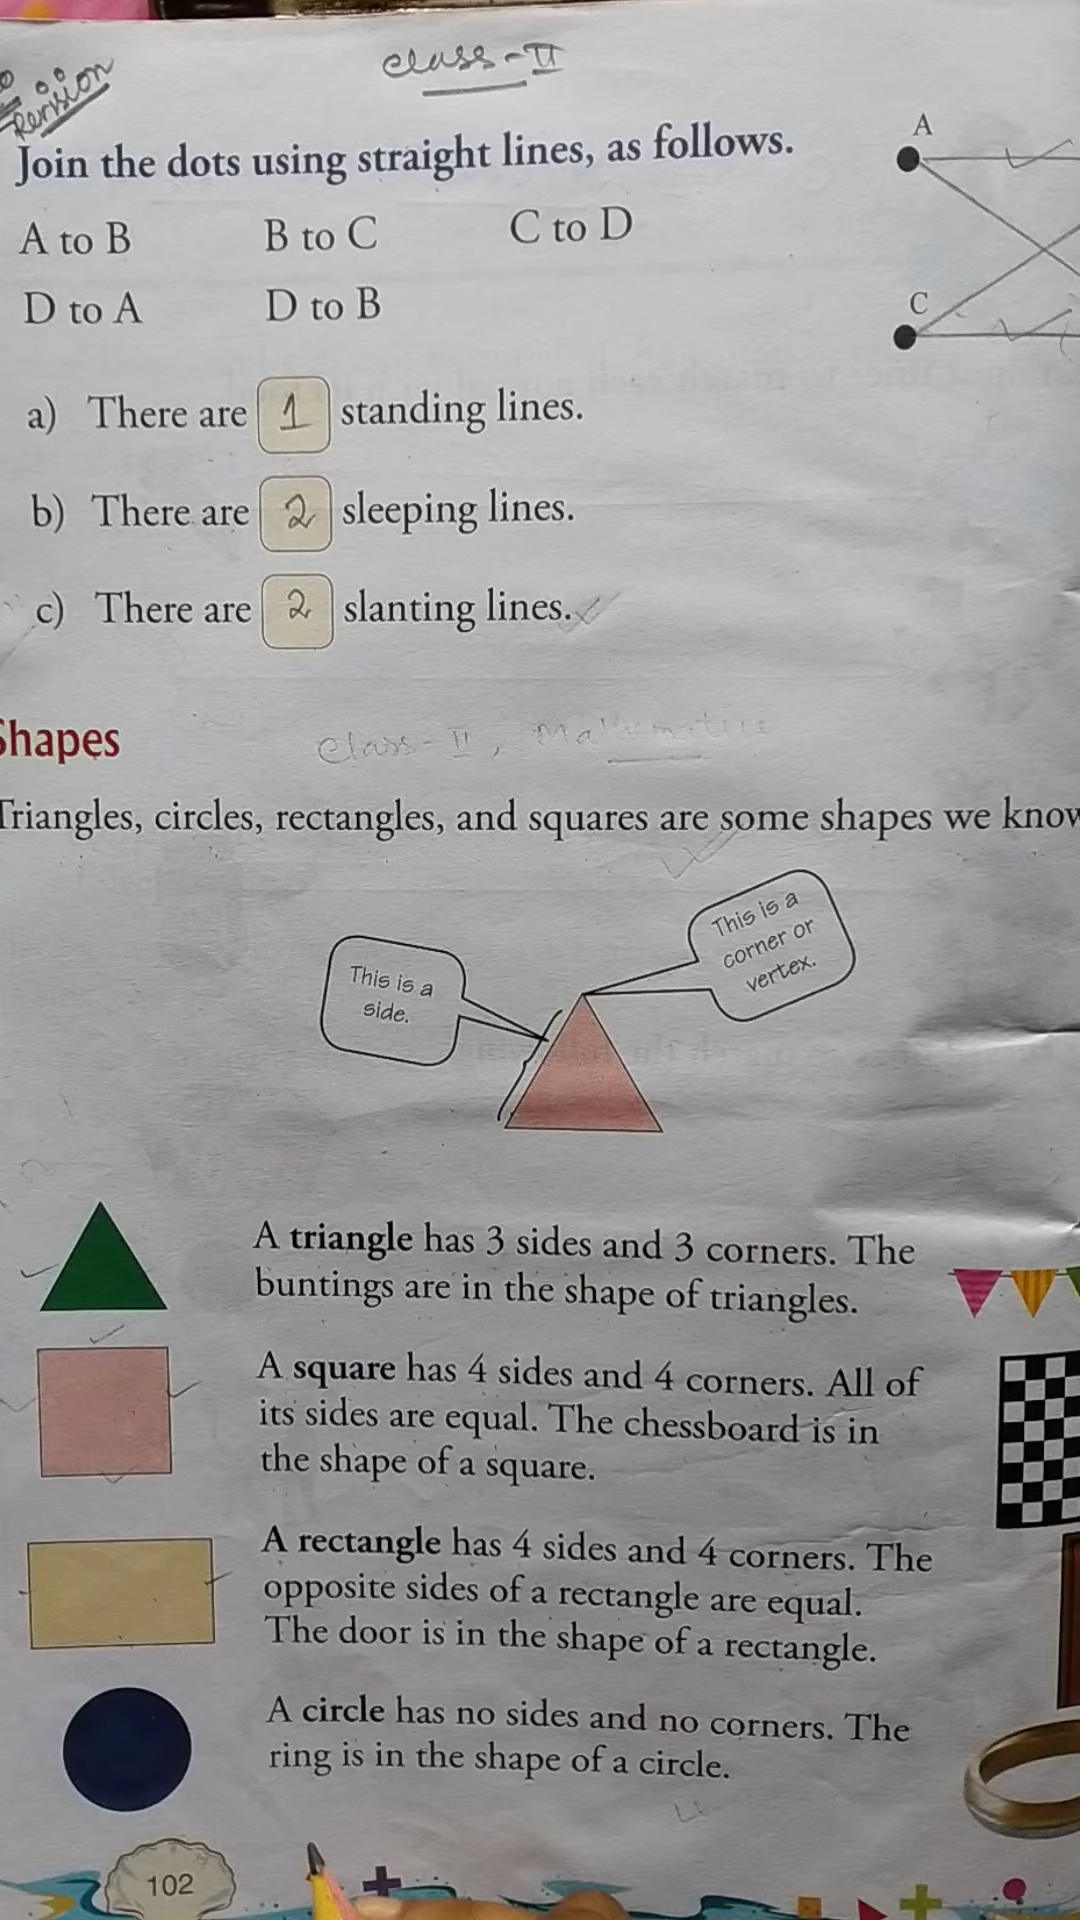 class-II
Revision
Join the dots using straight lines, as follows.
A to B B to C C to D
D to A D to B
A
C
a) There are 1 standing lines.
b) There are 2 sleeping lines.
c) There are 2 slanting lines.
Shapes
Class-II, Mathematics
Triangles, circles, rectangles, and squares are some shapes we know
This is a
corner or
vertex.
This is a
side.
A triangle has 3 sides and 3 corners. The
buntings are in the shape of triangles.
A square has 4 sides and 4 corners. All of
its sides are equal. The chessboard is in
the shape of a square.
A rectangle has 4 sides and 4 corners. The
opposite sides of a rectangle are equal.
The door is in the shape of a rectangle.
A circle has no sides and no corners. The
ring is in the shape of a circle.
102